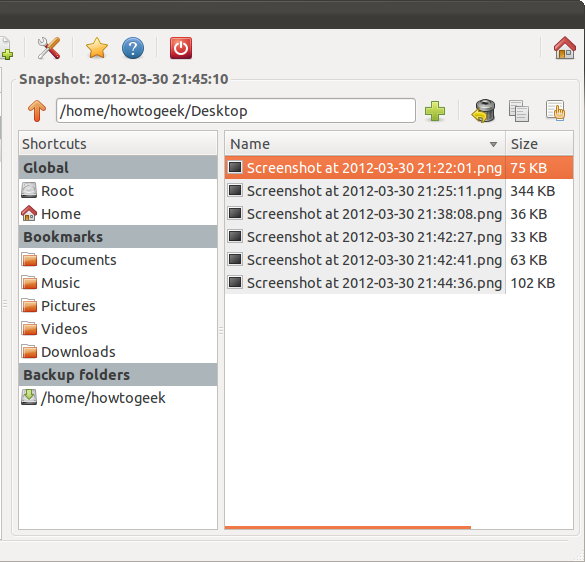 Snapshot: 2012-03-30 21:45:10
/home/howtogeek/Desktop
Shortcuts
Global
Root
Home
Bookmarks
Documents
Music
Pictures
Videos
Downloads
Backup folders
/home/howtogeek
Name Size
Screenshot at 2012-03-30 21:22:01.png 75 KB
Screenshot at 2012-03-30 21:25:11.png 344 KB
Screenshot at 2012-03-30 21:38:08.png 36 KB
Screenshot at 2012-03-30 21:42:27.png 33 KB
Screenshot at 2012-03-30 21:42:41.png 63 KB
Screenshot at 2012-03-30 21:44:36.png 102 KB